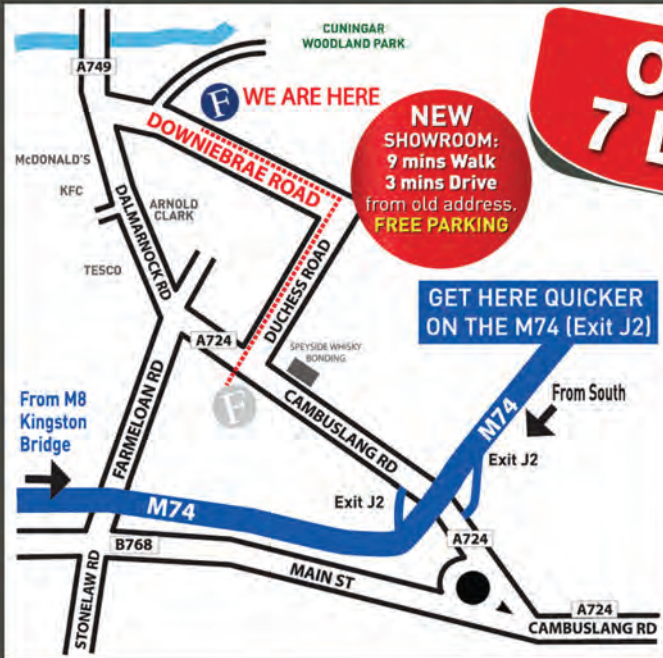 CUNINGAR
WOODLAND PARK
A749
F WE ARE HERE
DOWNIEBRAE ROAD
NEW
SHOWROOM:
9 mins Walk
3 mins Drive
from old address.
FREE PARKING
McDONALD'S
KFC
ARNOLD
CLARK
DALMARNOCK RD
TESCO
DUCHESS ROAD
GET HERE QUICKER
ON THE M74 (Exit J2)
A724
SPEYSIDE WHISKY
BONDING
F
FARMELOAN RD
CAMBUSLANG RD
From M8
Kingston
Bridge
M74
From South
Exit J2
Exit J2
M74
A724
B768
MAIN ST
STONELAW RD
A724
CAMBUSLANG RD
7